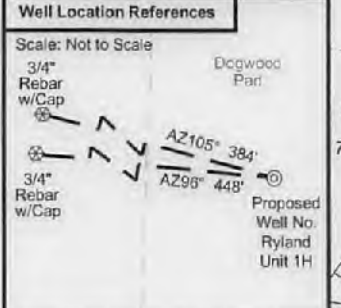 Well Location References
Scale: Not to Scale
3/4"
Rebar
w/Cap
Dogwood
AZ105° 384'
AZ96° 448'
3/4"
Rebar
w/Cap
Proposed
Well No.
Ryland
Unit 1H